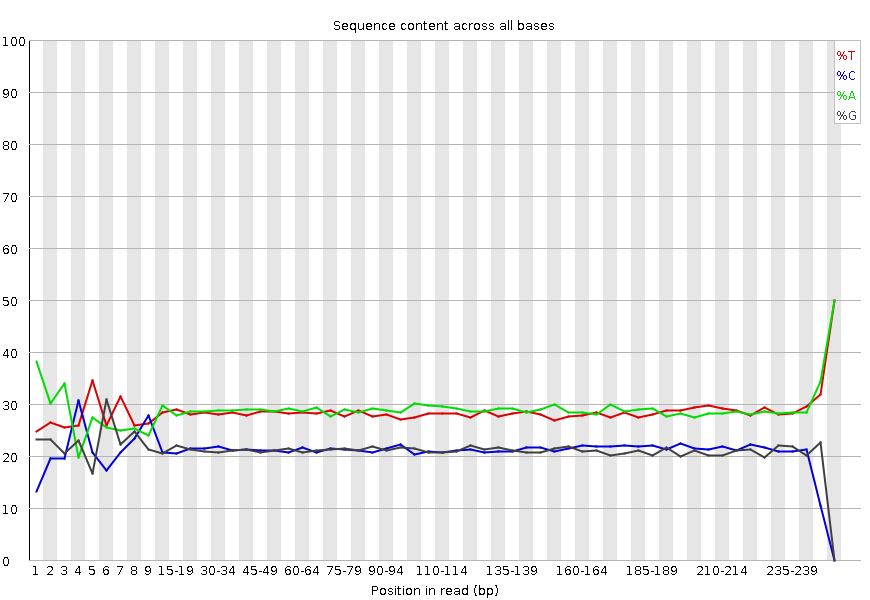 Sequence content across all bases
100
90
80
70
60
50
40
30
20
10
0
%T
%C
%A
%G
1 2 3 4 5 6 7 8 9 15-19 30-34 45-49 60-64 75-79 90-94 110-114 135-139 160-164 185-189 210-214 235-239
Position in read (bp)